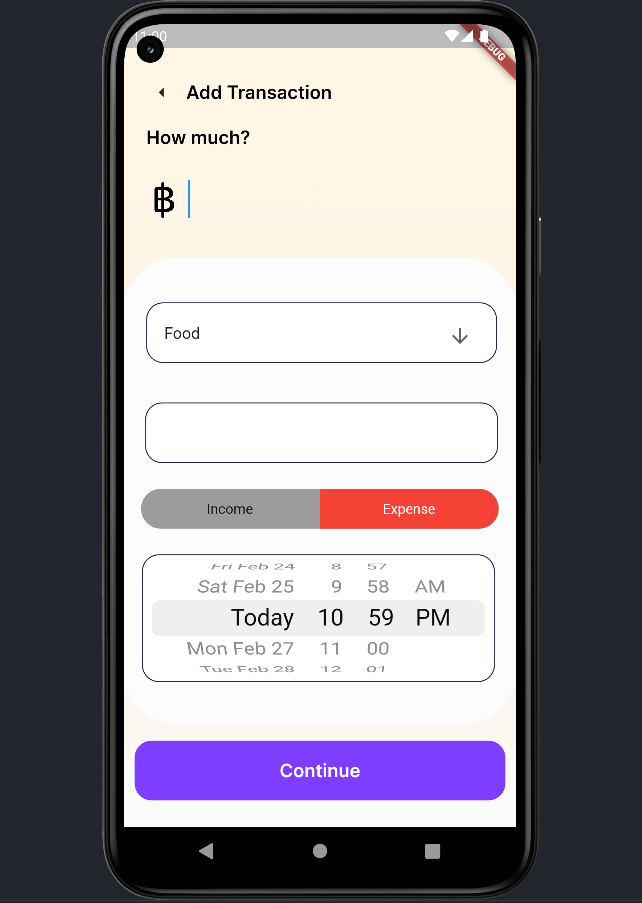 11:00
DEBUG
Add Transaction
How much?
฿
Food
Income Expense
Fri Feb 24 8 57
Sat Feb 25 9 58 AM
Today 10 59 PM
Mon Feb 27 11 00
Tue Feb 28 12 01
Continue